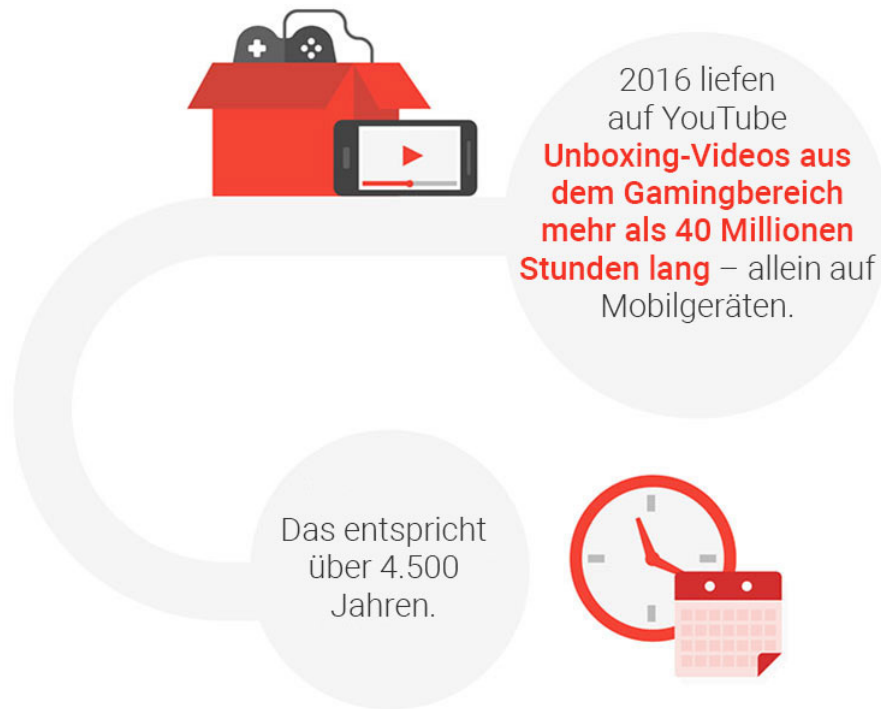 2016 liefen
auf YouTube
Unboxing-Videos aus
dem Gamingbereich
mehr als 40 Millionen
Stunden lang – allein auf
Mobilgeräten.
Das entspricht
über 4.500
Jahren.